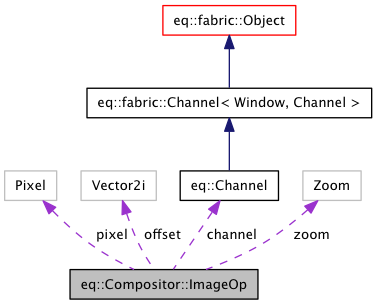 eq::fabric::Object
eq::fabric::Channel< Window, Channel >
Pixel
Vector2i
eq::Channel
Zoom
pixel
offset
channel
zoom
eq::Compositor::ImageOp